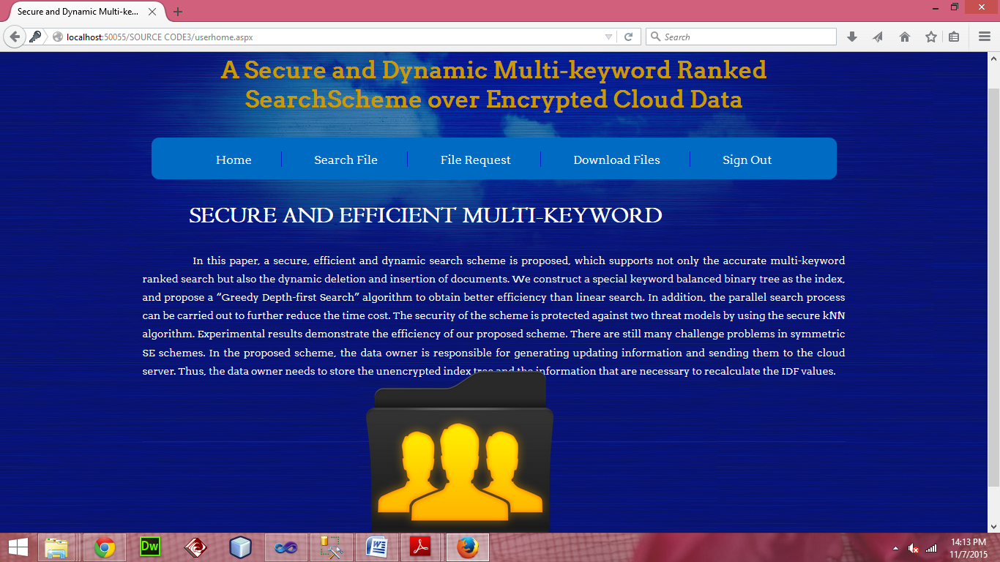 Secure and Dynamic Multi-ke...
localhost:50055/SOURCE CODE3/userhome.aspx
Search
A Secure and Dynamic Multi-keyword Ranked
SearchScheme over Encrypted Cloud Data
Home
Search File
File Request
Download Files
Sign Out
SECURE AND EFFICIENT MULTI-KEYWORD
In this paper, a secure, efficient and dynamic search scheme is proposed, which supports not only the accurate multi-keyword
ranked search but also the dynamic deletion and insertion of documents. We construct a special keyword balanced binary tree as the index,
and propose a “Greedy Depth-first Search” algorithm to obtain better efficiency than linear search. In addition, the parallel search process
can be carried out to further reduce the time cost. The security of the scheme is protected against two threat models by using the secure kNN
algorithm. Experimental results demonstrate the efficiency of our proposed scheme. There are still many challenge problems in symmetric
SE schemes. In the proposed scheme, the data owner is responsible for generating updating information and sending them to the cloud
server. Thus, the data owner needs to store the unencrypted index tree and the information that are necessary to recalculate the IDF values.
Dw
14:13 PM
11/7/2015